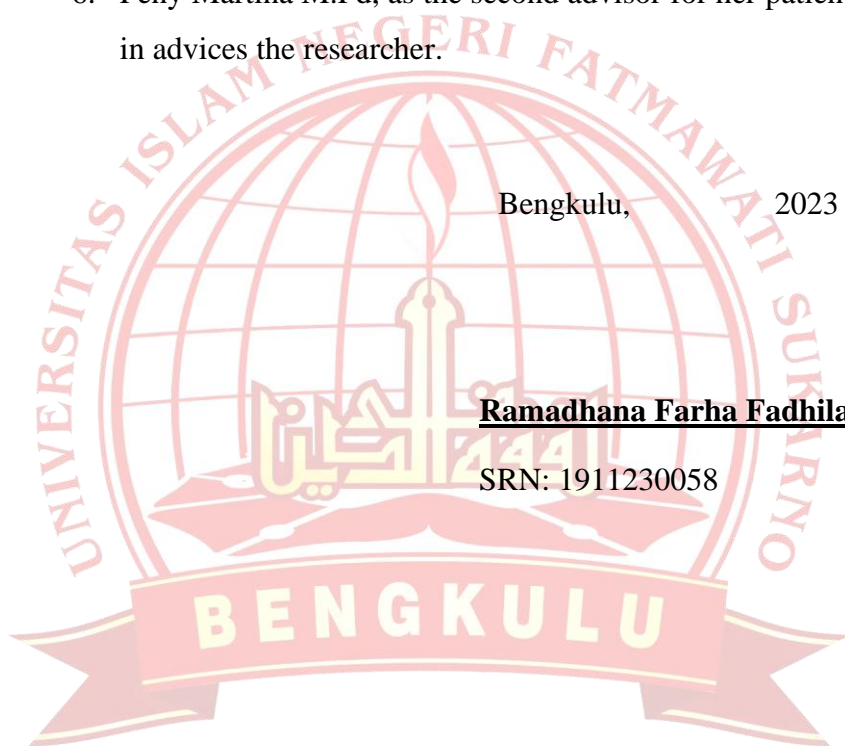 in advices the researcher.
Bengkulu, 2023
Ramadhana Farha Fadhila
SRN: 1911230058
UNIVERSITAS ISLAM NEGERI FATMAWATI SUKARNO
BENGKULU